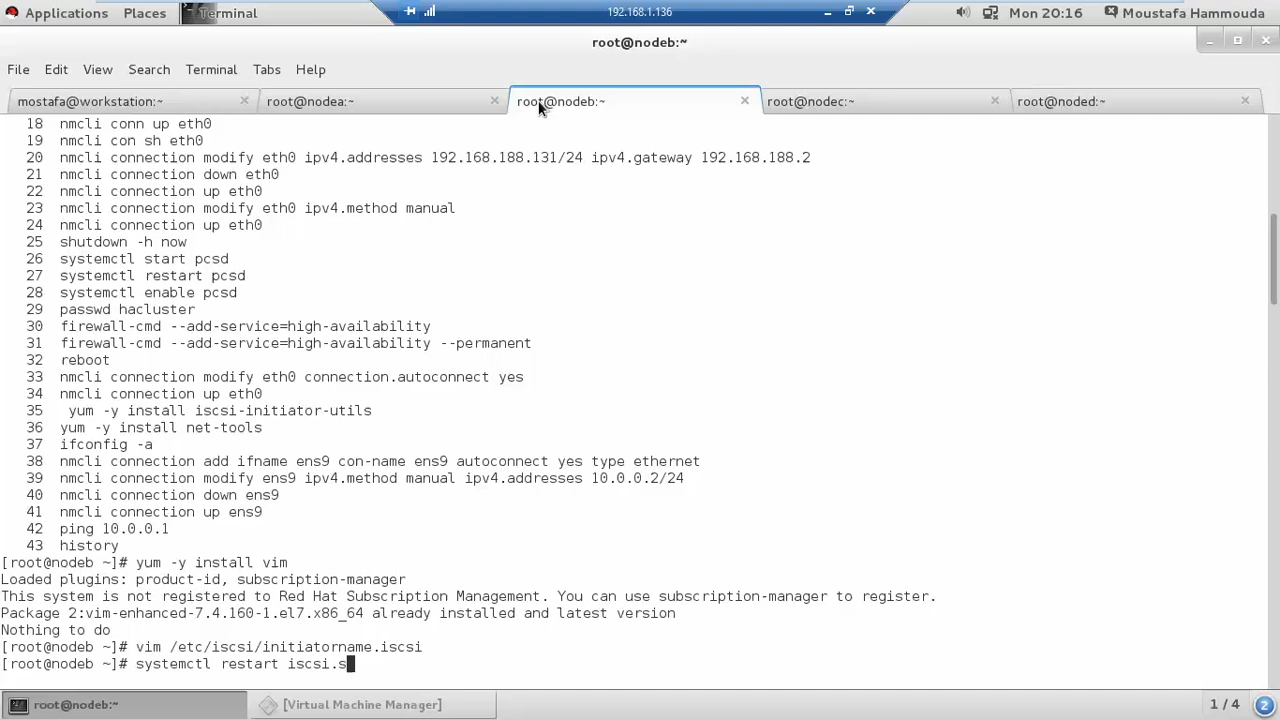 Applications Places Terminal 192.168.1.136 Mon 20:16 Moustafa Hammouda
root@nodeb:~
File Edit View Search Terminal Tabs Help
mostafa@workstation:~ root@nodea:~ root@nodeb:~ root@nodec:~ root@noded:~
18 nmcli conn up eth0
19 nmcli con sh eth0
20 nmcli connection modify eth0 ipv4.addresses 192.168.188.131/24 ipv4.gateway 192.168.188.2
21 nmcli connection down eth0
22 nmcli connection up eth0
23 nmcli connection modify eth0 ipv4.method manual
24 nmcli connection up eth0
25 shutdown -h now
26 systemctl start pcsd
27 systemctl restart pcsd
28 systemctl enable pcsd
29 passwd hacluster
30 firewall-cmd --add-service=high-availability
31 firewall-cmd --add-service=high-availability --permanent
32 reboot
33 nmcli connection modify eth0 connection.autoconnect yes
34 nmcli connection up eth0
35  yum -y install iscsi-initiator-utils
36 yum -y install net-tools
37 ifconfig -a
38 nmcli connection add ifname ens9 con-name ens9 autoconnect yes type ethernet
39 nmcli connection modify ens9 ipv4.method manual ipv4.addresses 10.0.0.2/24
40 nmcli connection down ens9
41 nmcli connection up ens9
42 ping 10.0.0.1
43 history
[root@nodeb ~]# yum -y install vim
Loaded plugins: product-id, subscription-manager
This system is not registered to Red Hat Subscription Management. You can use subscription-manager to register.
Package 2:vim-enhanced-7.4.160-1.el7.x86_64 already installed and latest version
Nothing to do
[root@nodeb ~]# vim /etc/iscsi/initiatorname.iscsi
[root@nodeb ~]# systemctl restart iscsi.s
root@nodeb:~ [Virtual Machine Manager] 1 / 4 2